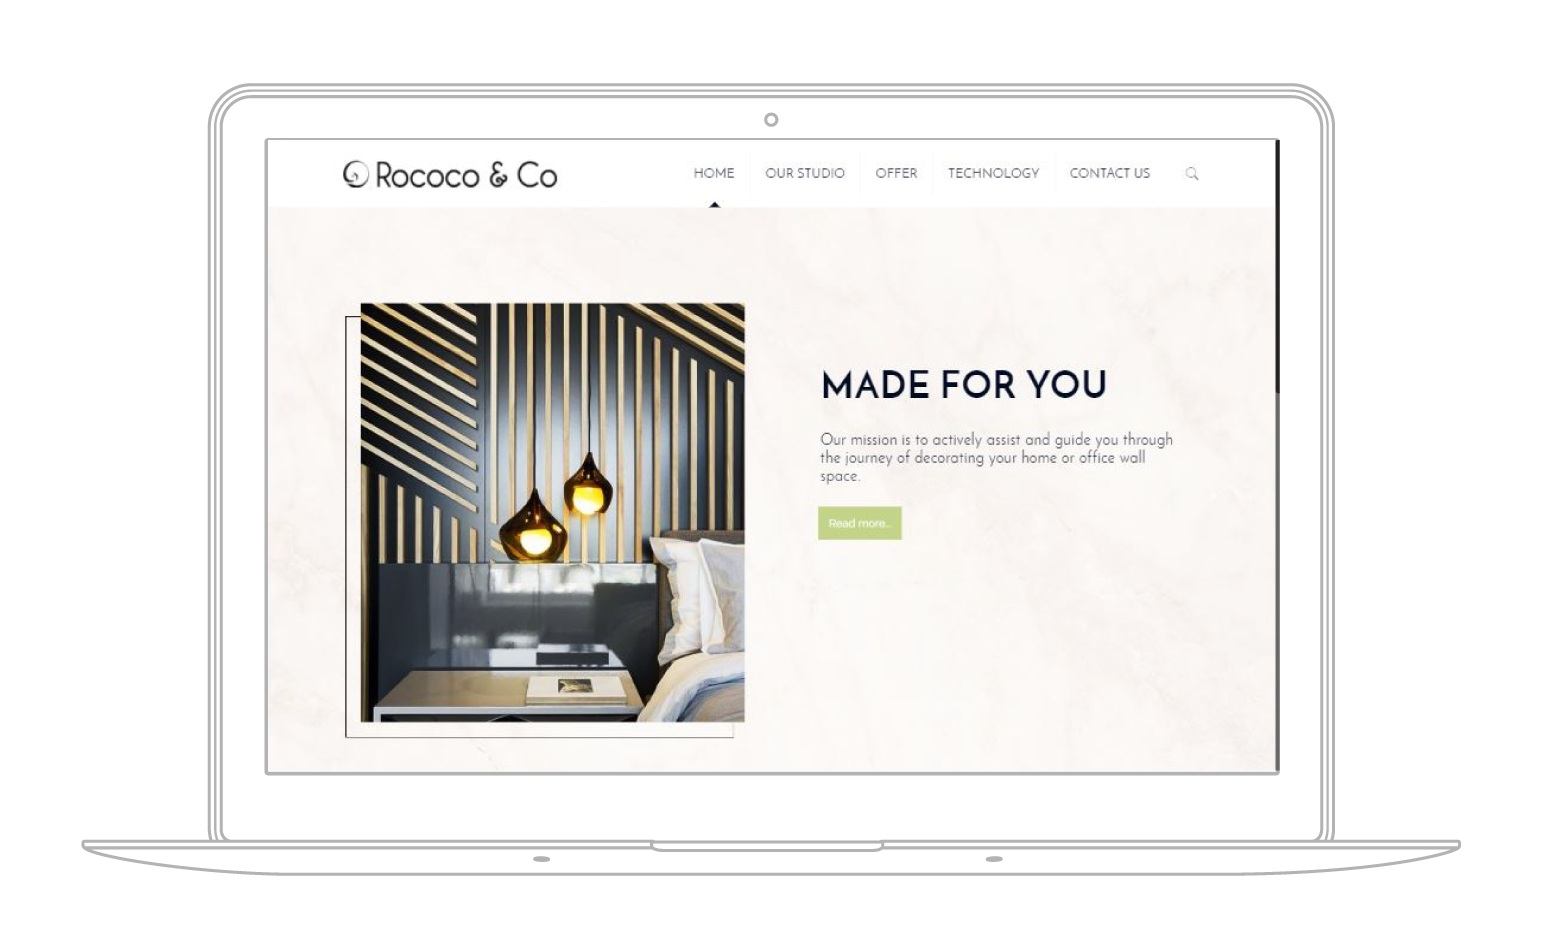 Rococo & Co
HOME
OUR STUDIO
OFFER
TECHNOLOGY
CONTACT US
MADE FOR YOU
Our mission is to actively assist and guide you through
the journey of decorating your home or office wall
space.
Read more...